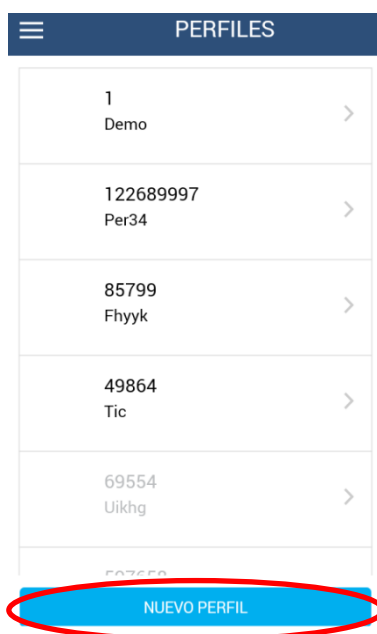 PERFILES
1
Demo
122689997
Per34
85799
Fhyyk
49864
Tic
69554
Uikhg
NUEVO PERFIL